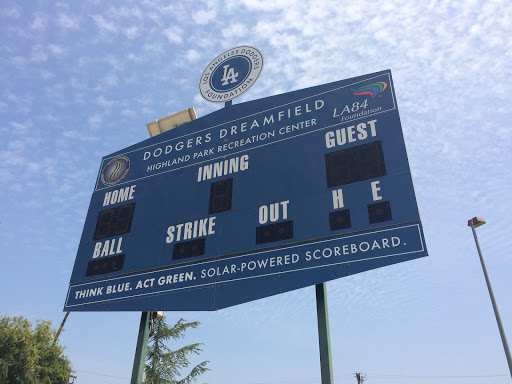 LOS ANGELES DODGERS
LA
FOUNDATION
DODGERS DREAMFIELD
HIGHLAND PARK RECREATION CENTER
LA84
Foundation
HOME
INNING
GUEST
BALL
STRIKE
OUT
H
E
THINK BLUE. ACT GREEN. SOLAR-POWERED SCOREBOARD.